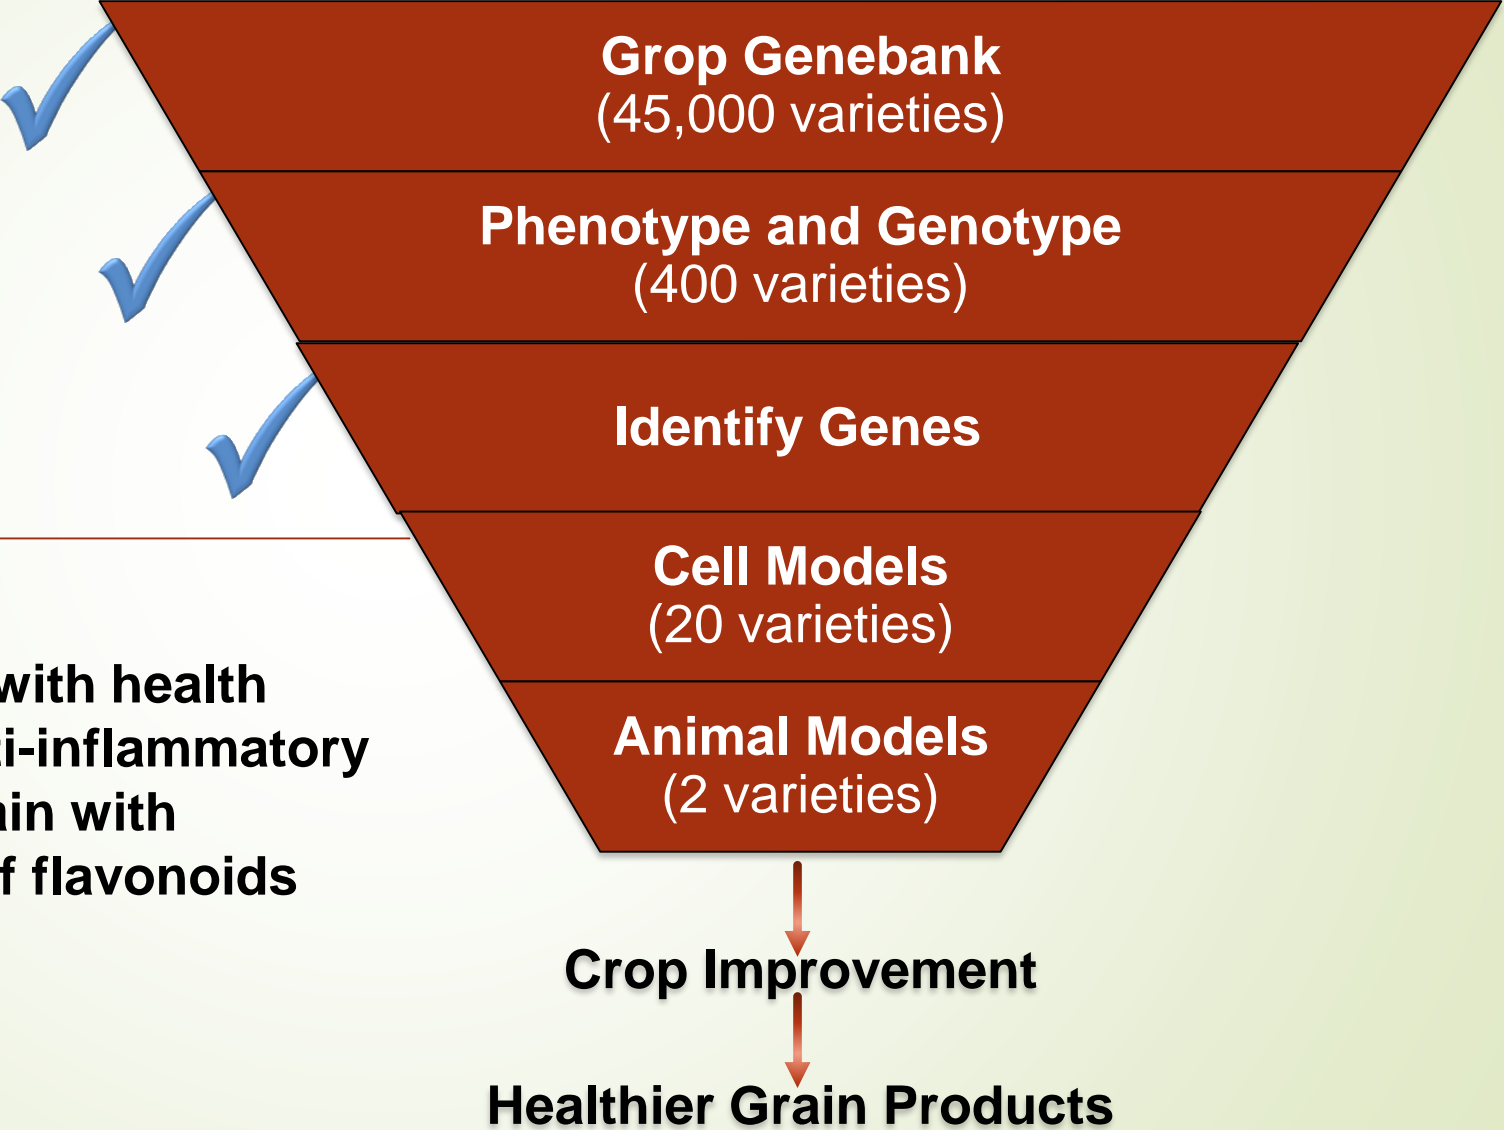 Grop Genebank
(45,000 varieties)
Phenotype and Genotype
(400 varieties)
Identify Genes
Cell Models
(20 varieties)
with health
ti-inflammatory
ain with
f flavonoids
Animal Models
(2 varieties)
Crop Improvement
Healthier Grain Products